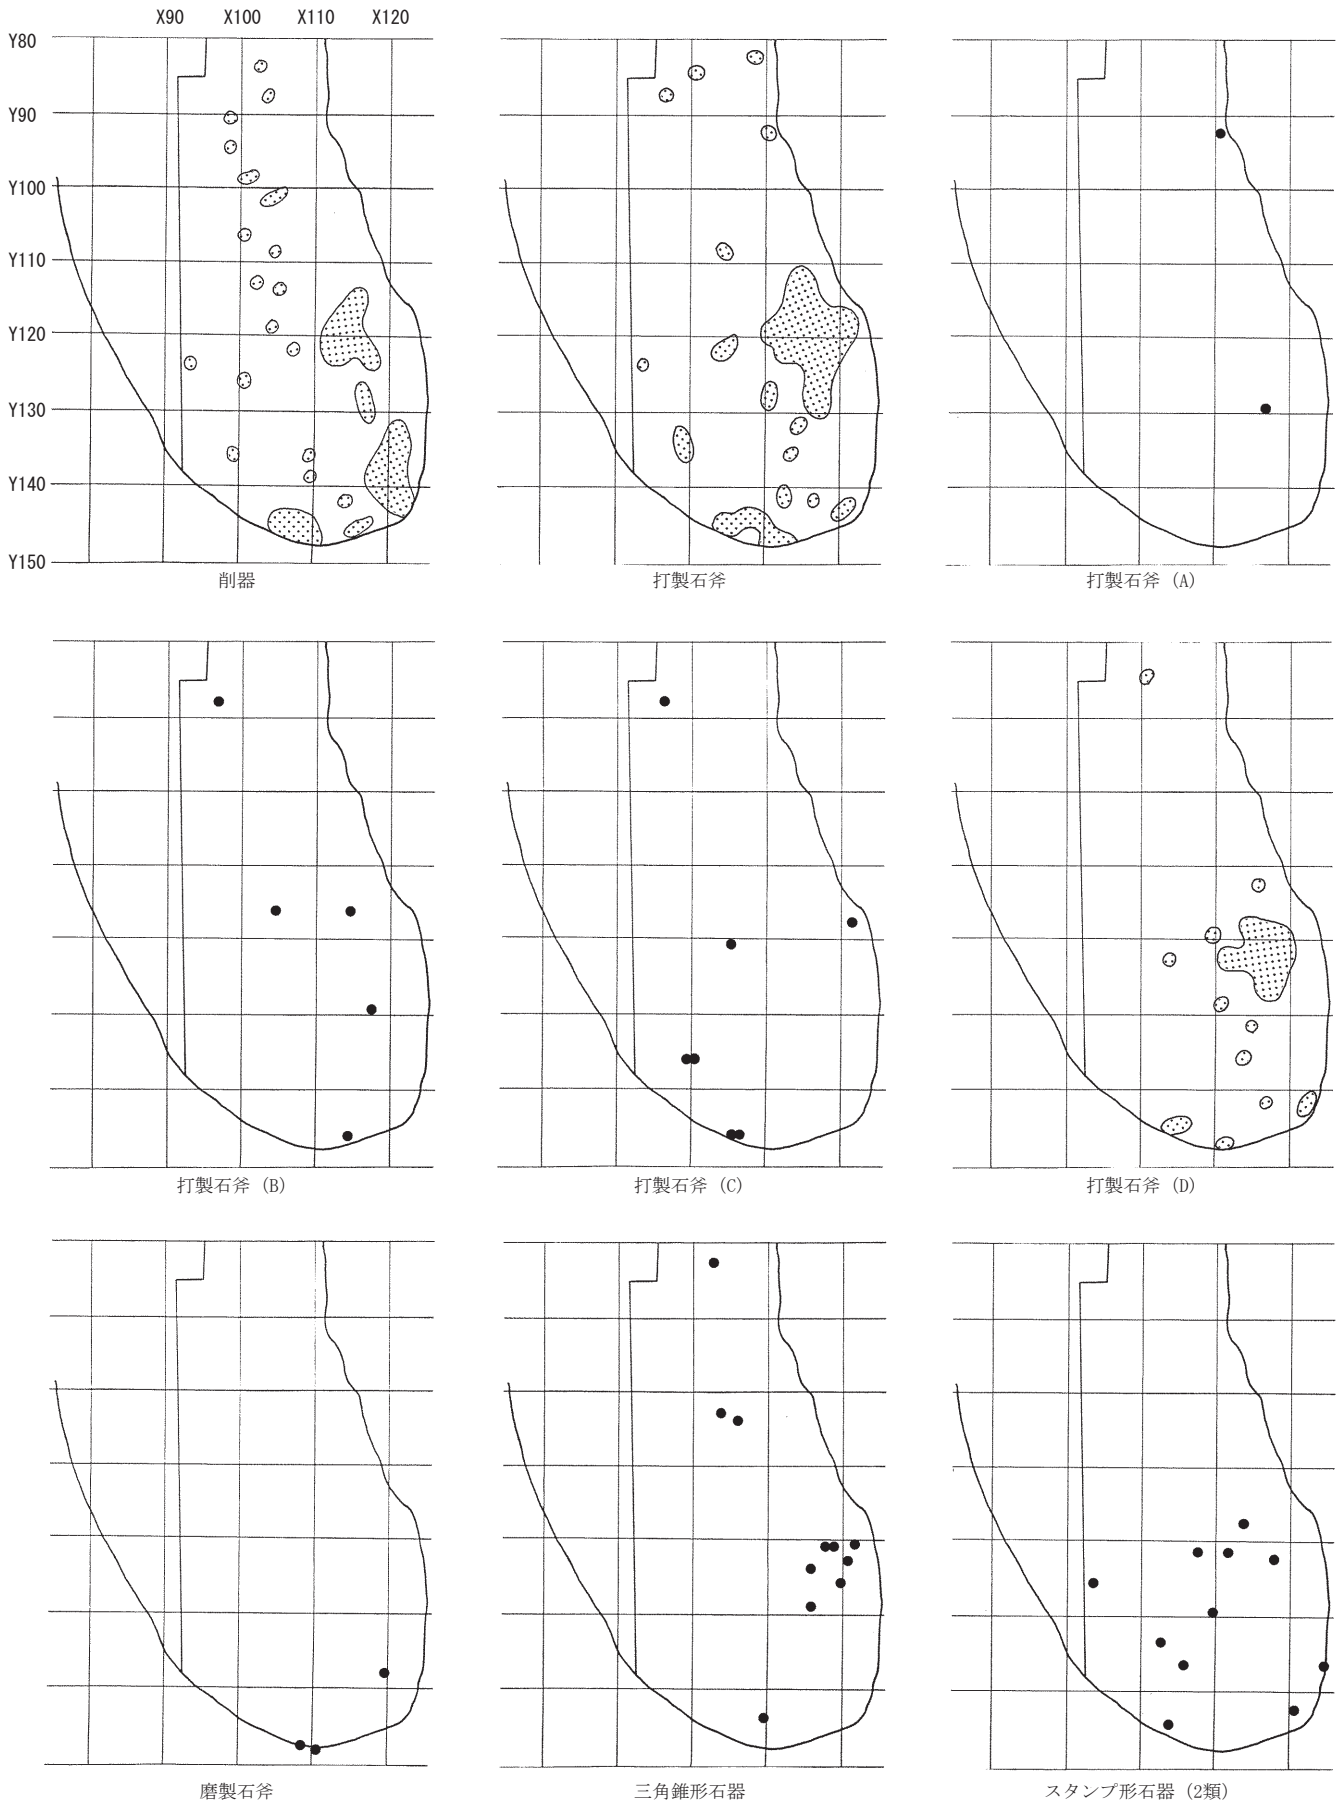 X90 X100 X110 X120
Y80
Y90
Y100
Y110
Y120
Y130
Y140
Y150
削器
打製石斧
打製石斧 (A)
打製石斧 (B)
打製石斧 (C)
打製石斧 (D)
磨製石斧
三角錐形石器
スタンプ形石器 (2類)